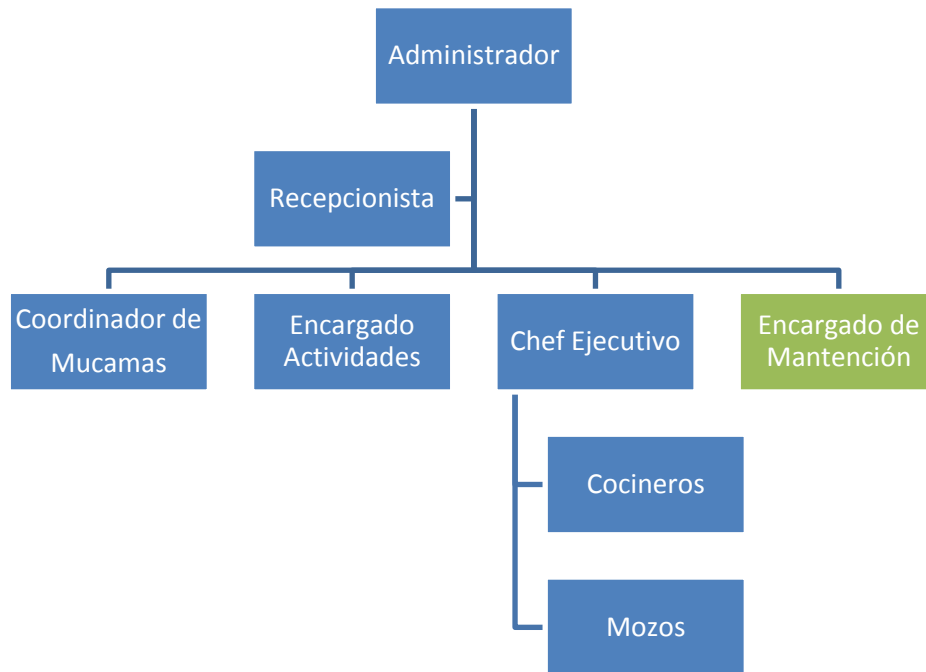 Administrador
Recepcionista
Coordinador de
Mucamas
Encargado
Actividades
Chef Ejecutivo
Encargado de
Mantención
Cocineros
Mozos